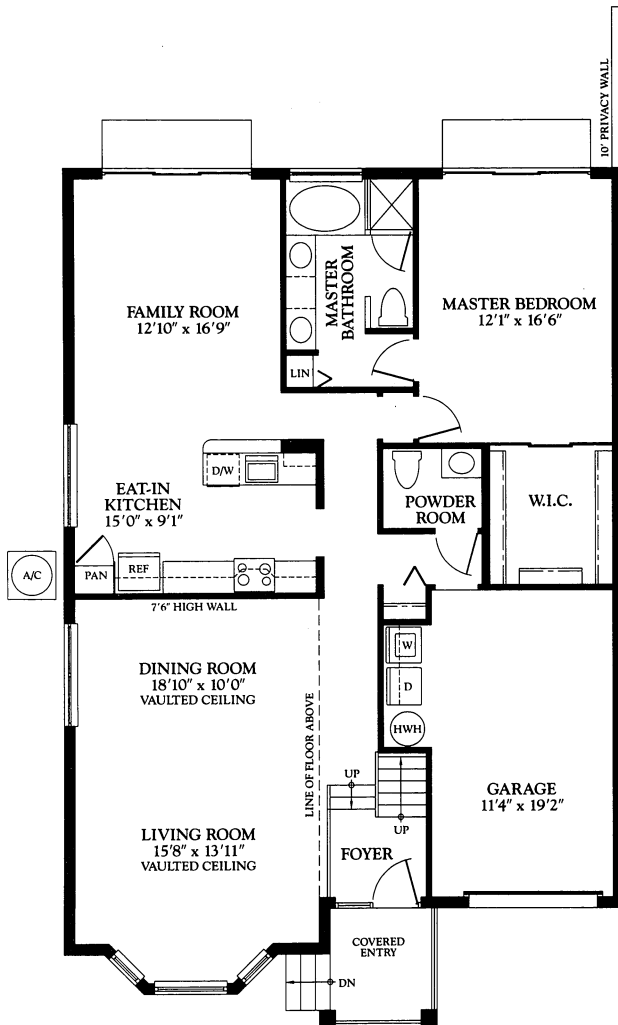 10' PRIVACY WALL
FAMILY ROOM
12'10" x 16'9"
MASTER
BATHROOM
MASTER BEDROOM
12'1" x 16'6"
LIN
D/W
EAT-IN
KITCHEN
15'0" x 9'1"
POWDER
ROOM
W.I.C.
A/C
PAN
REF
7'6" HIGH WALL
W
D
HWH
DINING ROOM
18'10" x 10'0"
VAULTED CEILING
LINE OF FLOOR ABOVE
UP
UP
GARAGE
11'4" x 19'2"
LIVING ROOM
15'8" x 13'11"
VAULTED CEILING
FOYER
COVERED
ENTRY
DN